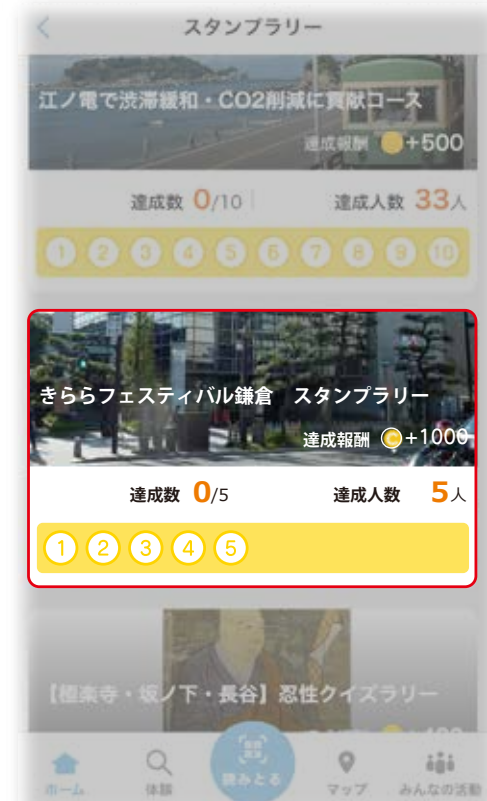 スタンプラリー
江ノ電で渋滞緩和・CO2削減に貢献コース
達成報酬 +500
達成数 0/10 達成人数 33人
1 2 3 4 5 6 7 8 9 10
きららフェスティバル鎌倉 スタンプラリー
達成報酬 C+1000
達成数 0/5 達成人数 5人
1 2 3 4 5
【極楽寺・坂ノ下・長谷】忍性クイズラリー
ホーム 体験 読みとる マップ みんなの活動